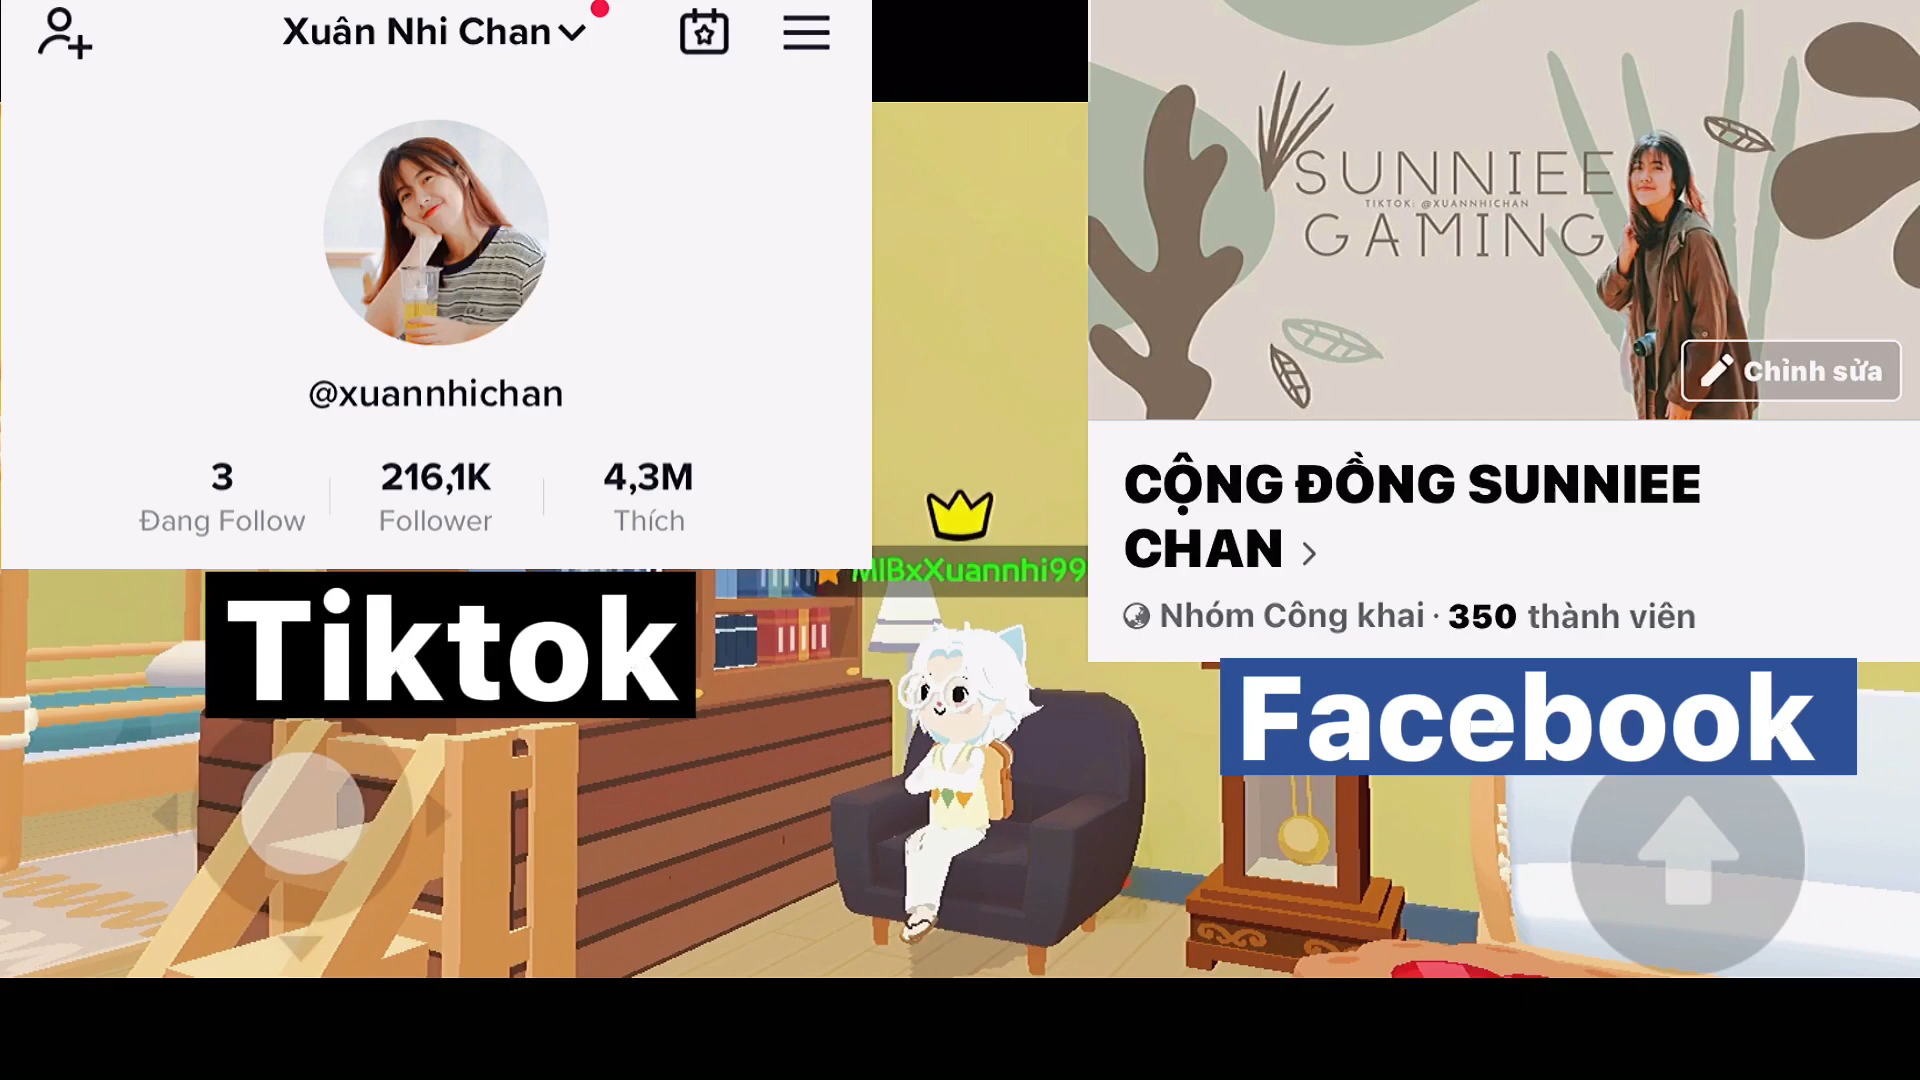 Xuân Nhi Chan
@xuannhichan
3
216,1K
4,3M
Đang Follow
Follower
Thích
Tiktok
MIBxXuannhi99
SUNNIEE
TIKTOK: @XUANNHICHAN
GAMING
Chỉnh sửa
CỘNG ĐỒNG SUNNIEE
CHAN
Nhóm Công khai · 350 thành viên
Facebook